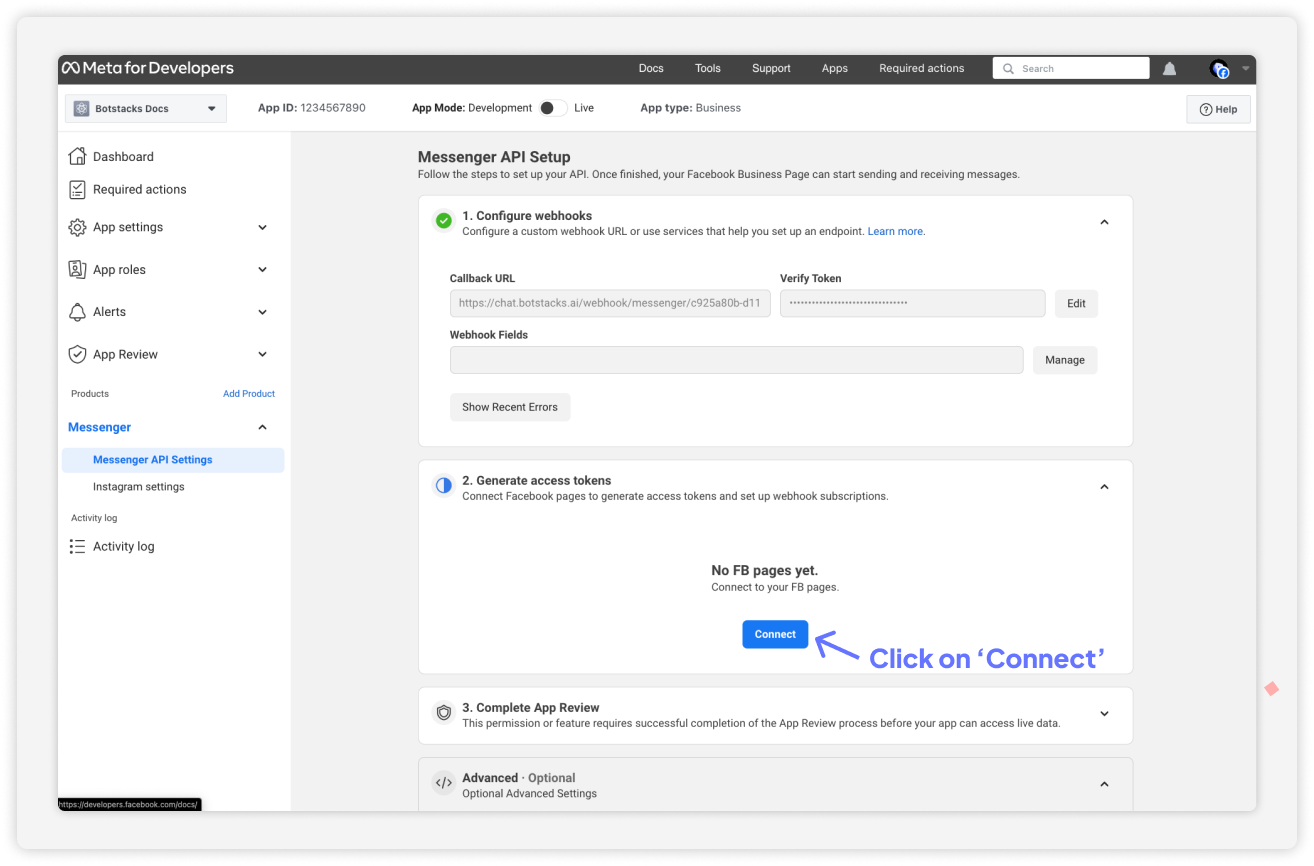 Meta for Developers
Docs Tools Support Apps Required actions Search
Botstacks Docs App ID: 1234567890 App Mode: Development Live App type: Business Help
Dashboard
Required actions
App settings
App roles
Alerts
App Review
Products Add Product
Messenger
Messenger API Settings
Instagram settings
Activity log
Activity log
Messenger API Setup
Follow the steps to set up your API. Once finished, your Facebook Business Page can start sending and receiving messages.
1. Configure webhooks
Configure a custom webhook URL or use services that help you set up an endpoint. Learn more.
Callback URL Verify Token
https://chat.botstacks.ai/webhook/messenger/c925a80b-d11 •••••••••••••••••••••••••••••••• Edit
Webhook Fields
Manage
Show Recent Errors
2. Generate access tokens
Connect Facebook pages to generate access tokens and set up webhook subscriptions.
No FB pages yet.
Connect to your FB pages.
Connect
Click on ‘Connect’
3. Complete App Review
This permission or feature requires successful completion of the App Review process before your app can access live data.
Advanced · Optional
Optional Advanced Settings
https://developers.facebook.com/docs/